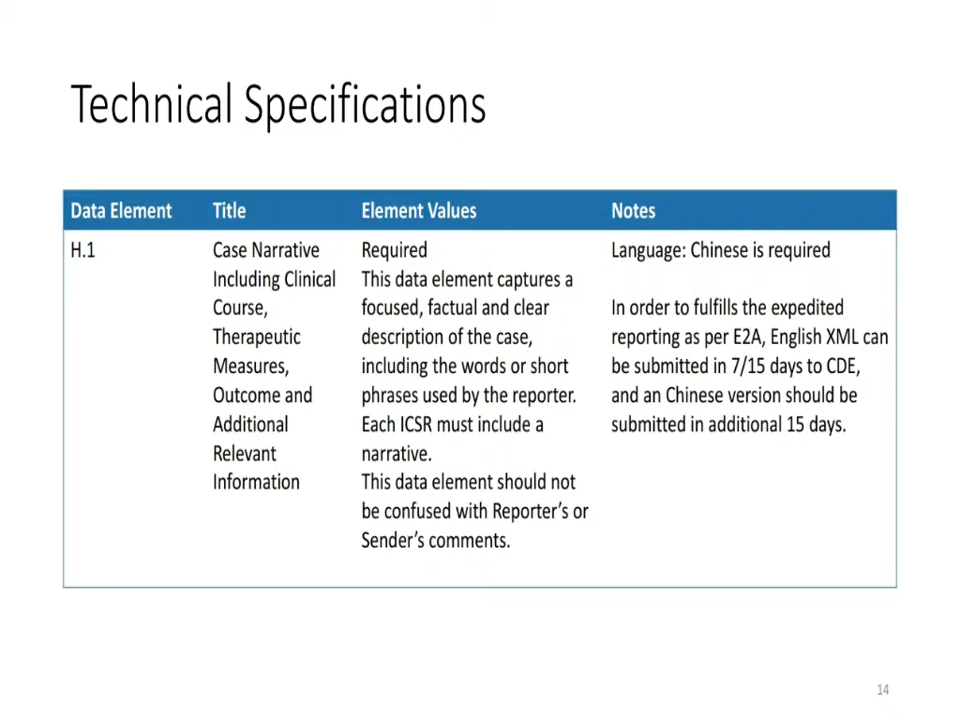 Technical Specifications
Data Element Title Element Values Notes
H.1
Case Narrative
Including Clinical
Course,
Therapeutic
Measures,
Outcome and
Additional
Relevant
Information
Required
This data element captures a
focused, factual and clear
description of the case,
including the words or short
phrases used by the reporter.
Each ICSR must include a
narrative.
This data element should not
be confused with Reporter's or
Sender's comments.
Language: Chinese is required
In order to fulfills the expedited
reporting as per E2A, English XML can
be submitted in 7/15 days to CDE,
and an Chinese version should be
submitted in additional 15 days.
14